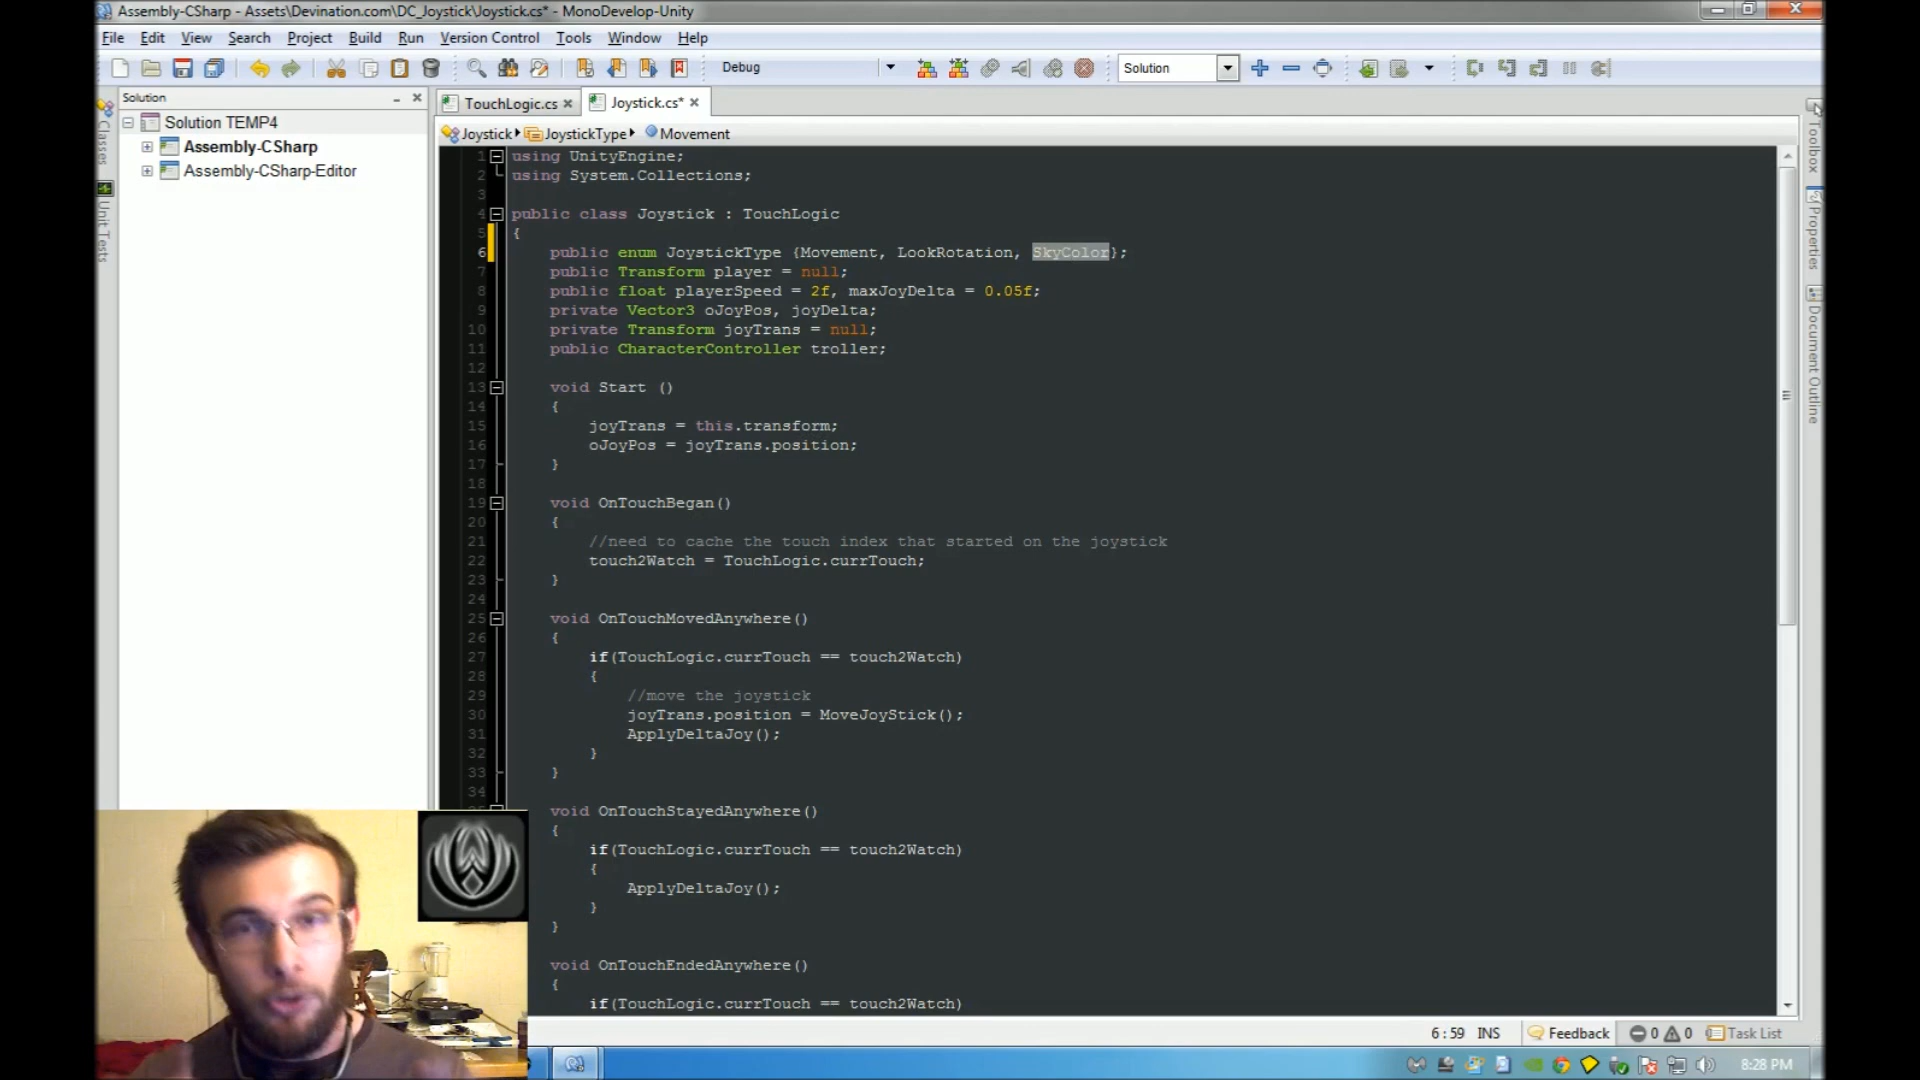 Assembly-CSharp - Assets\Devination.com\DC_Joystick\Joystick.cs* - MonoDevelop-Unity
File Edit View Search Project Build Run Version Control Tools Window Help
Debug Solution
Solution
TouchLogic.cs Joystick.cs*
Classes
Unit Tests
Solution TEMP4
Assembly-CSharp
Assembly-CSharp-Editor
Joystick JoystickType Movement
1 using UnityEngine;
2 using System.Collections;
3
4 public class Joystick : TouchLogic
5 {
6 public enum JoystickType {Movement, LookRotation, SkyColor};
7 public Transform player = null;
8 public float playerSpeed = 2f, maxJoyDelta = 0.05f;
9 private Vector3 oJoyPos, joyDelta;
10 private Transform joyTrans = null;
11 public CharacterController troller;
12
13 void Start ()
14 {
15 joyTrans = this.transform;
16 oJoyPos = joyTrans.position;
17 }
18
19 void OnTouchBegan()
20 {
21 //need to cache the touch index that started on the joystick
22 touch2Watch = TouchLogic.currTouch;
23 }
24
25 void OnTouchMovedAnywhere()
26 {
27 if(TouchLogic.currTouch == touch2Watch)
28 {
29 //move the joystick
30 joyTrans.position = MoveJoyStick();
31 ApplyDeltaJoy();
32 }
33 }
34
void OnTouchStayedAnywhere()
{
if(TouchLogic.currTouch == touch2Watch)
{
ApplyDeltaJoy();
}
}
void OnTouchEndedAnywhere()
{
if(TouchLogic.currTouch == touch2Watch)
Toolbox
Properties
Document Outline
6 : 59 INS Feedback 0 0 Task List
8:28 PM